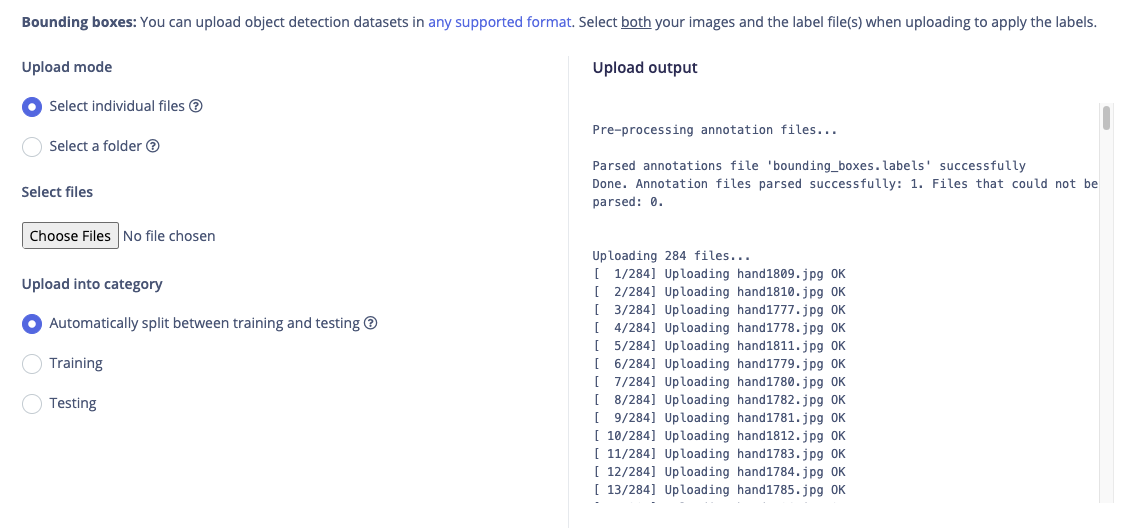 Bounding boxes: You can upload object detection datasets in any supported format. Select both your images and the label file(s) when uploading to apply the labels.
Upload mode
Select individual files ?
Select a folder ?
Select files
Choose Files No file chosen
Upload into category
Automatically split between training and testing ?
Training
Testing
Upload output
Pre-processing annotation files...
Parsed annotations file 'bounding_boxes.labels' successfully
Done. Annotation files parsed successfully: 1. Files that could not be
parsed: 0.
Uploading 284 files...
[  1/284] Uploading hand1809.jpg OK
[  2/284] Uploading hand1810.jpg OK
[  3/284] Uploading hand1777.jpg OK
[  4/284] Uploading hand1778.jpg OK
[  5/284] Uploading hand1811.jpg OK
[  6/284] Uploading hand1779.jpg OK
[  7/284] Uploading hand1780.jpg OK
[  8/284] Uploading hand1782.jpg OK
[  9/284] Uploading hand1781.jpg OK
[ 10/284] Uploading hand1812.jpg OK
[ 11/284] Uploading hand1783.jpg OK
[ 12/284] Uploading hand1784.jpg OK
[ 13/284] Uploading hand1785.jpg OK